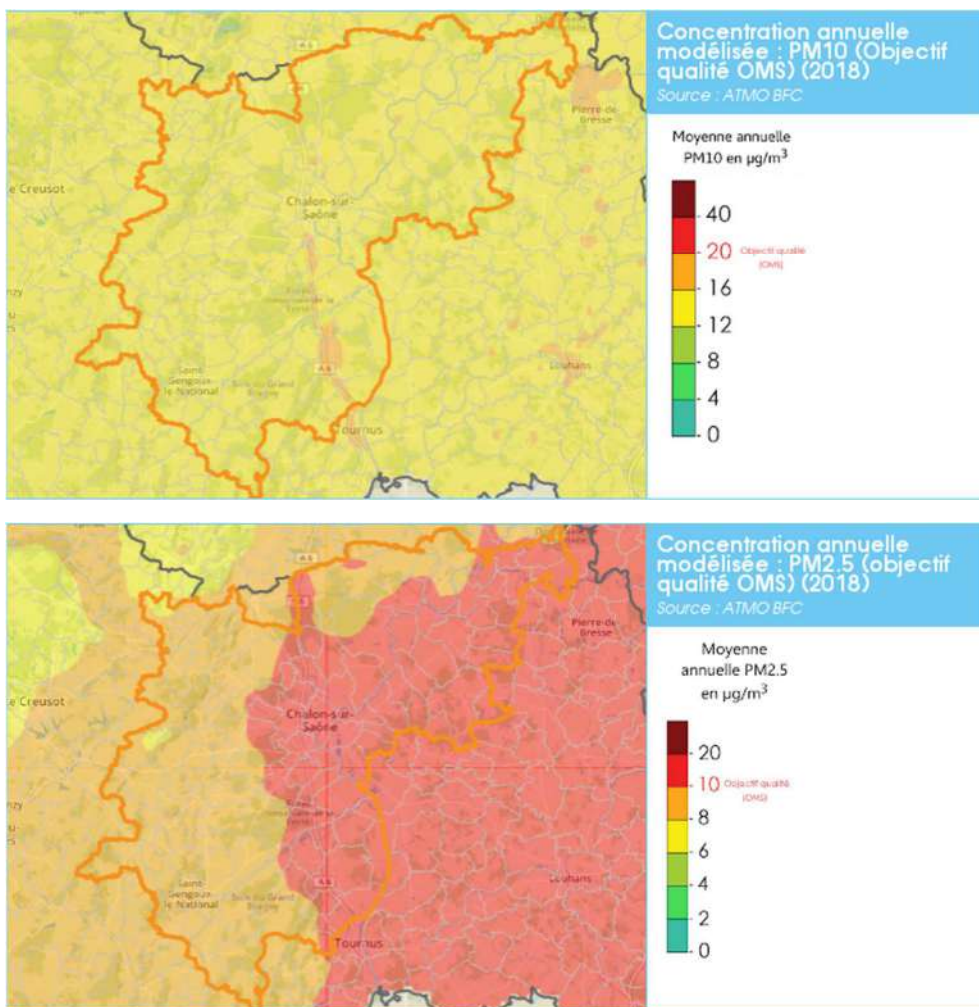 Concentration annuelle
modélisée : PM10 (Objectif
qualité OMS) (2018)
Source : ATMO BFC
A 6
Pierre-de-
Bresse
Moyenne annuelle
PM10 en µg/m³
e Creusot
Chalon-sur-
Saône
40
20 Objectif qualité
(OMS)
16
12
8
4
0
Saint-
Gengoux-
le-National
A 6
Louhans
Tournus
Concentration annuelle
modélisée : PM2.5 (objectif
qualité OMS) (2018)
Source : ATMO BFC
A 6
Pierre-de-
Bresse
Moyenne
annuelle PM2.5
en µg/m³
e Creusot
Chalon-sur-
Saône
20
10 Objectif qualité
(OMS)
8
6
4
2
0
Saint-
Gengoux-
le-National
A 6
Louhans
Tournus